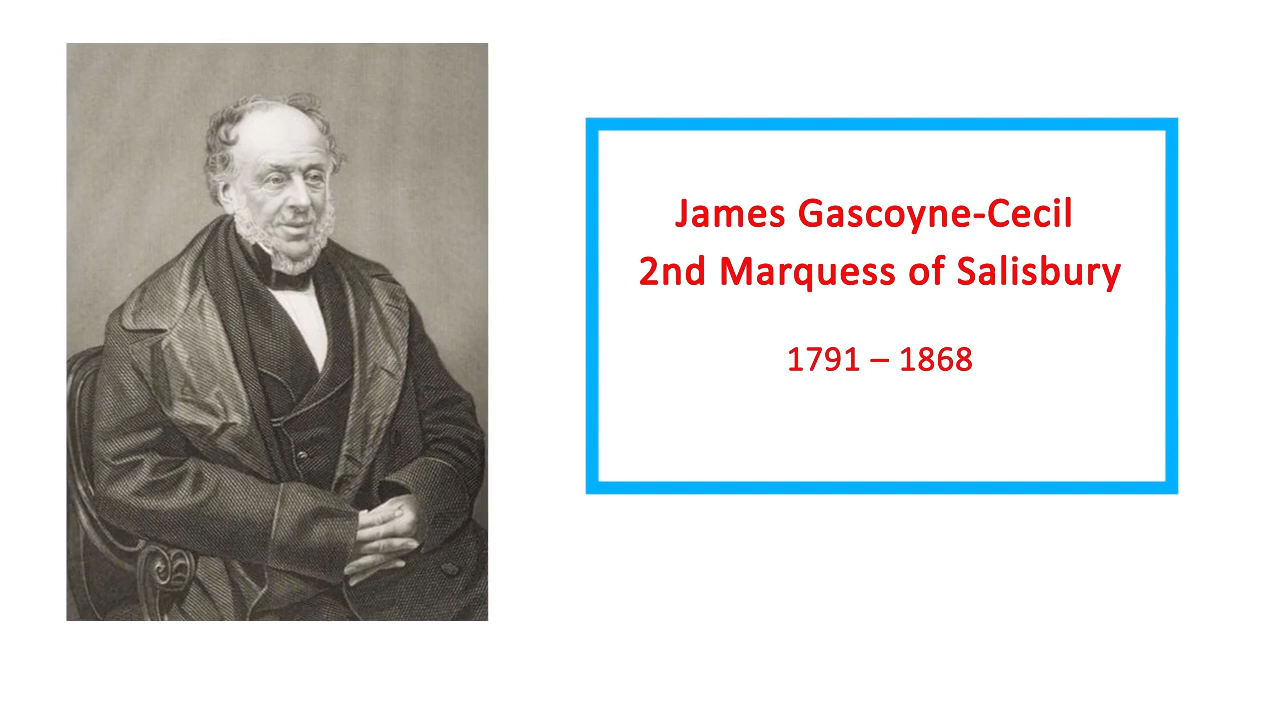 James Gascoyne-Cecil
2nd Marquess of Salisbury
1791 – 1868